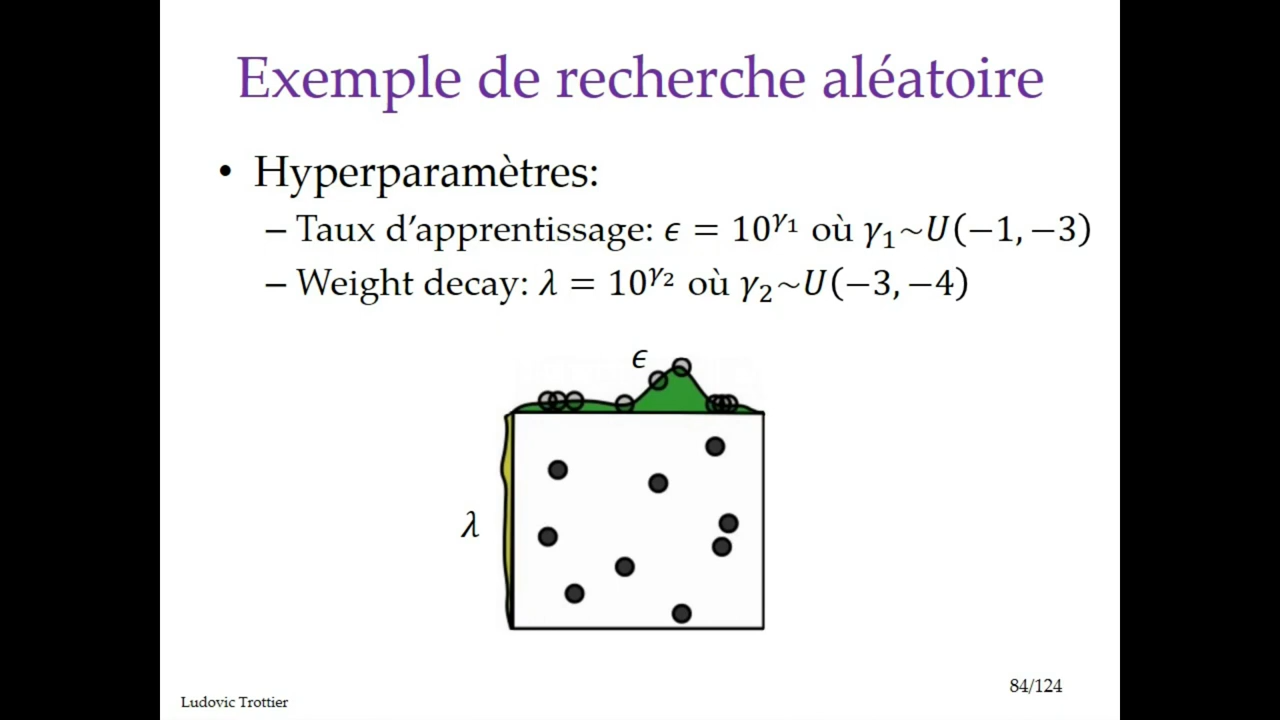 Exemple de recherche aléatoire
• Hyperparamètres:
– Taux d'apprentissage: ϵ = 10^γ₁ où γ₁~U(−1, −3)
– Weight decay: λ = 10^γ₂ où γ₂~U(−3, −4)
ϵ
λ
84/124
Ludovic Trottier